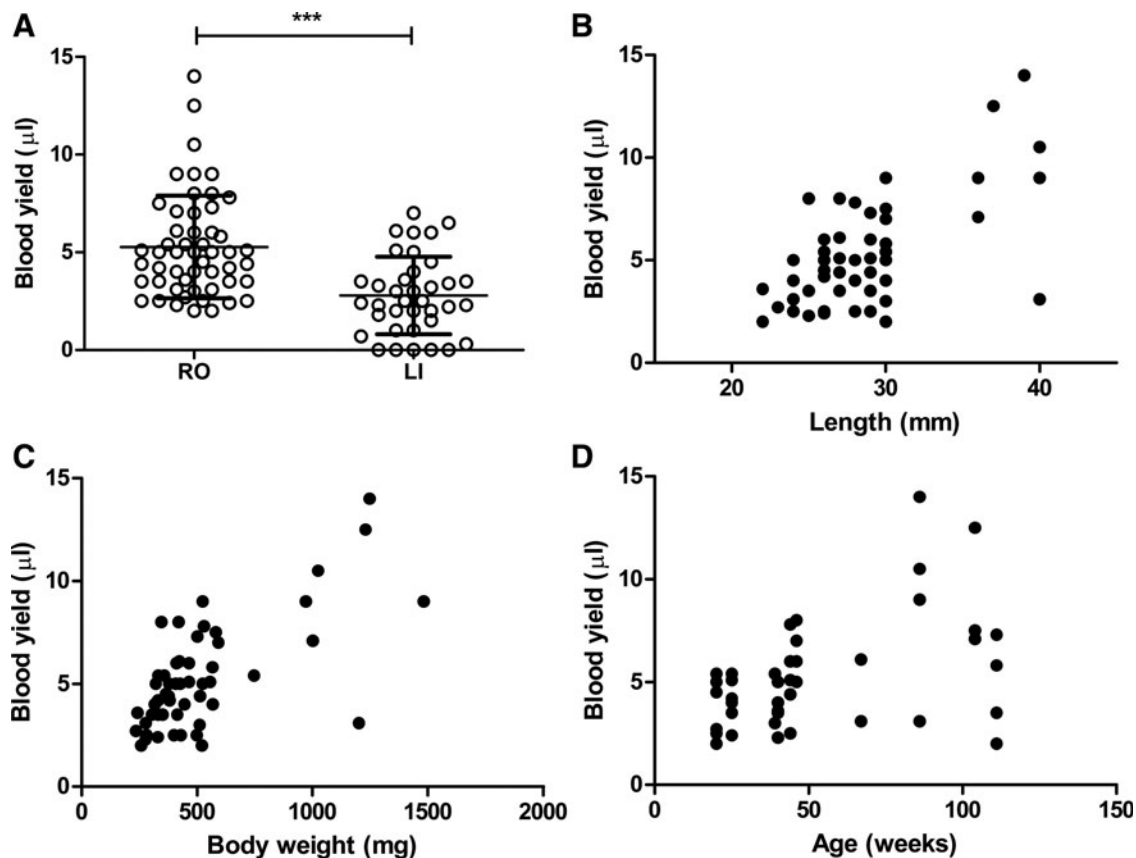 A
***
Blood yield (µl)
15
10
5
0
RO
LI
B
Blood yield (µl)
15
10
5
0
20
30
40
Length (mm)
C
Blood yield (µl)
15
10
5
0
0
500
1000
1500
2000
Body weight (mg)
D
Blood yield (µl)
15
10
5
0
0
50
100
150
Age (weeks)